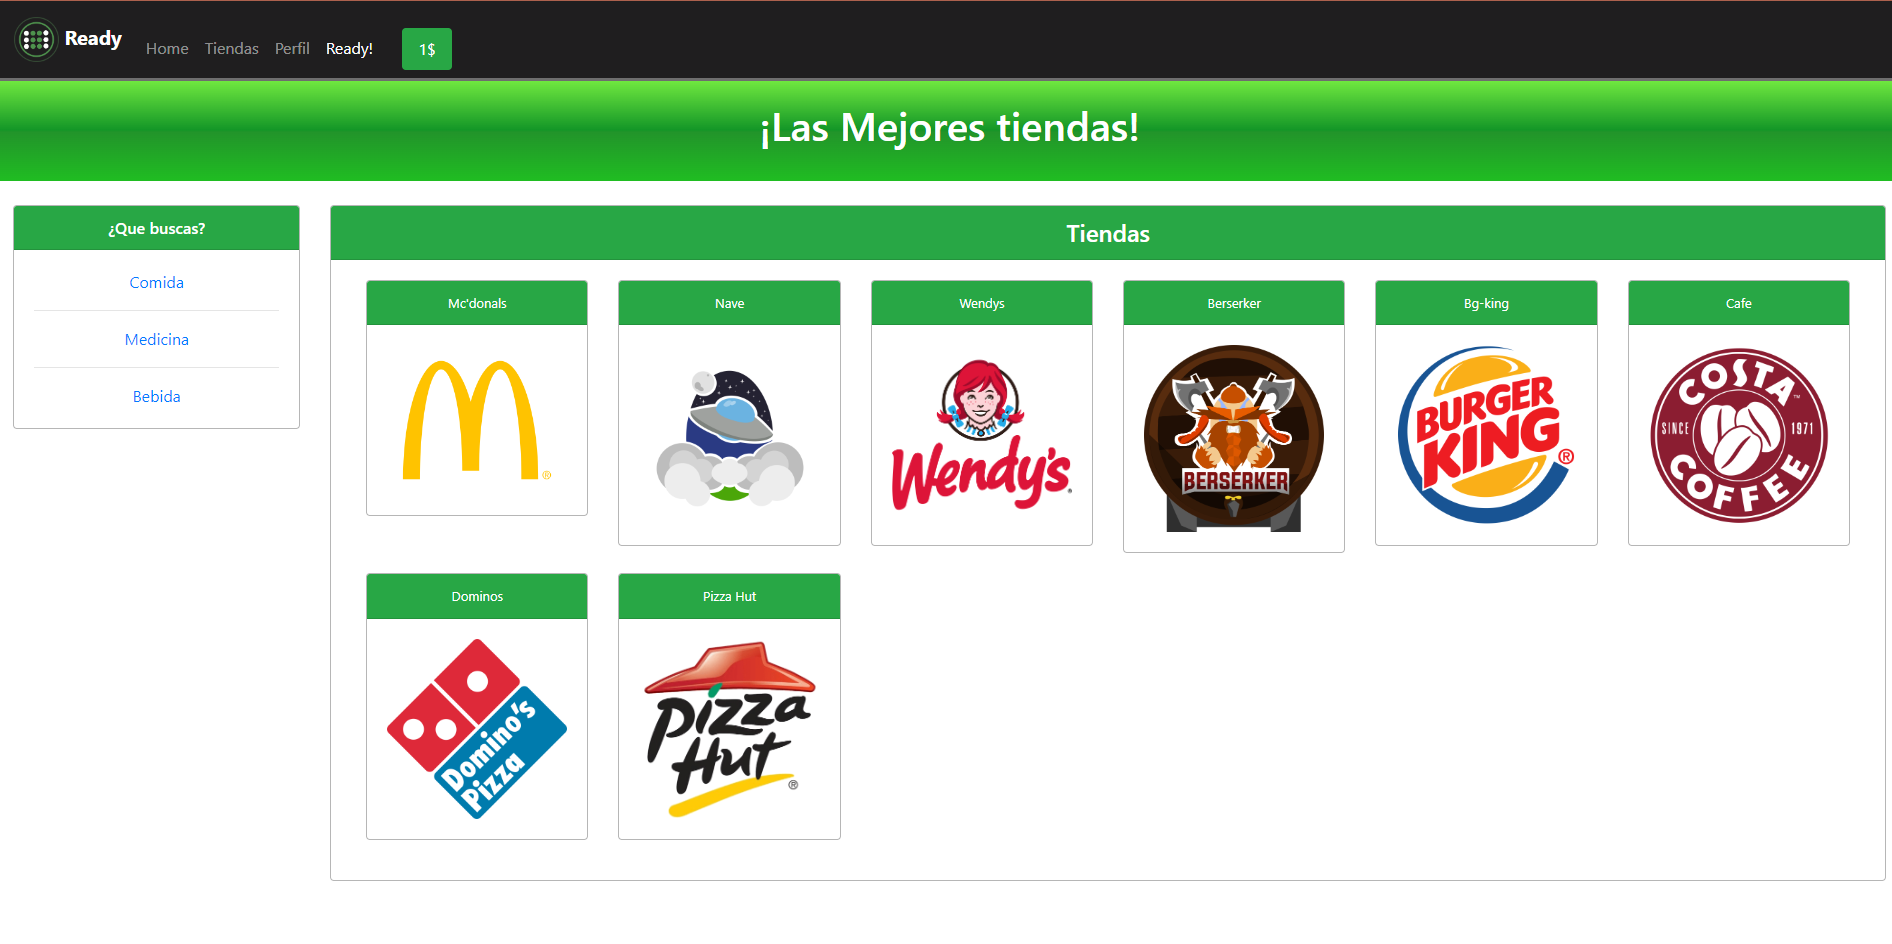 Ready
Home Tiendas Perfil Ready! 1$
¡Las Mejores tiendas!
¿Que buscas?
Comida
Medicina
Bebida
Tiendas
Mc'donals
®
Nave
Wendys
Wendy's
Berserker
BERSERKER
Bg-king
BURGER
KING
®
Cafe
COSTA
™
SINCE 1971
COFFEE
Dominos
Domino's
Pizza
Pizza Hut
Pizza
Hut
®